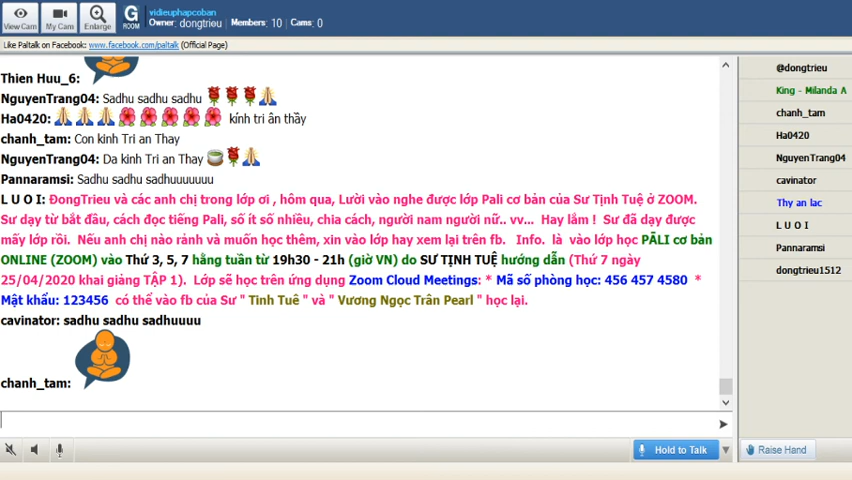 vidieuphapcoban
Owner: dongtrieu Members: 10 | Cams: 0
View Cam
My Cam
Enlarge
G
ROOM
Like Paltalk on Facebook: www.facebook.com/paltalk (Official Page)
Thien Huu_6:
NguyenTrang04: Sadhu sadhu sadhu
Ha0420: kính tri ân thầy
chanh_tam: Con kinh Tri an Thay
NguyenTrang04: Da kinh Tri an Thay
Pannaramsi: Sadhu sadhu sadhuuuuuu
L U O I: ĐongTrieu và các anh chị trong lớp ơi , hôm qua, Lười vào nghe được lớp Pali cơ bản của Sư Tịnh Tuệ ở ZOOM.
Sư dạy từ bắt đầu, cách đọc tiếng Pali, số ít số nhiều, chia cách, người nam người nữ.. vv... Hay lắm ! Sư đã dạy được
mấy lớp rồi. Nếu anh chị nào rảnh và muốn học thêm, xin vào lớp hay xem lại trên fb. Info. là vào lớp học PĀLI cơ bản
ONLINE (ZOOM) vào Thứ 3, 5, 7 hằng tuần từ 19h30 - 21h (giờ VN) do SƯ TỊNH TUỆ hướng dẫn (Thứ 7 ngày
25/04/2020 khai giảng TẬP 1). Lớp sẽ học trên ứng dụng Zoom Cloud Meetings: * Mã số phòng học: 456 457 4580 *
Mật khẩu: 123456 có thể vào fb của Sư " Tinh Tuê " và " Vương Ngọc Trân Pearl " học lại.
cavinator: sadhu sadhu sadhuuuu
chanh_tam:
@dongtrieu
King - Milanda A
chanh_tam
Ha0420
NguyenTrang04
cavinator
Thy an lac
L U O I
Pannaramsi
dongtrieu1512
Hold to Talk
Raise Hand